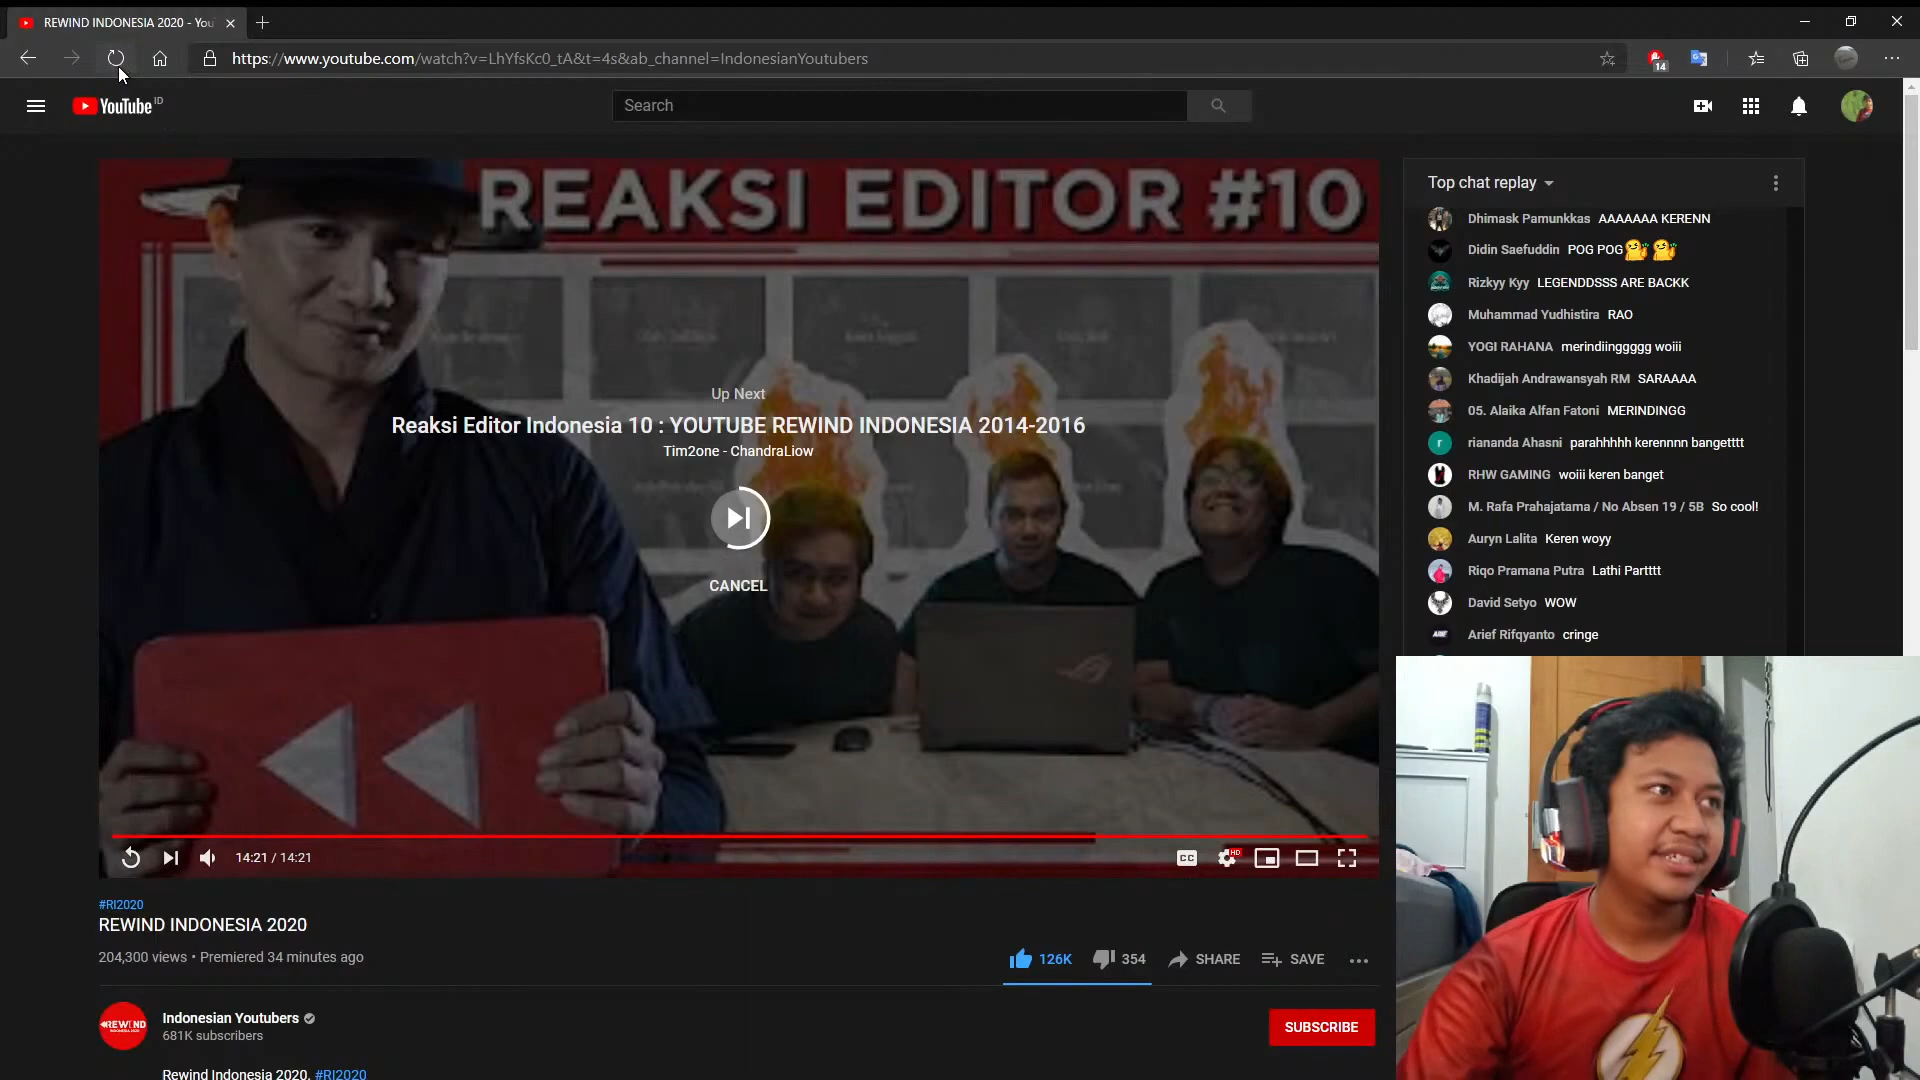 REWIND INDONESIA 2020 - You
https://www.youtube.com/watch?v=LhYfsKc0_tA&t=4s&ab_channel=IndonesianYoutubers
14
YouTube ID
Search
REAKSI EDITOR #10
Up Next
Reaksi Editor Indonesia 10 : YOUTUBE REWIND INDONESIA 2014-2016
Tim2one - ChandraLiow
CANCEL
14:21 / 14:21
CC
HD
Top chat replay
Dhimask Pamunkkas AAAAAAA KERENN
Didin Saefuddin POG POG
Rizkyy Kyy LEGENDDSSS ARE BACKK
Muhammad Yudhistira RAO
YOGI RAHANA merindiinggggg woiii
Khadijah Andrawansyah RM SARAAAA
05. Alaika Alfan Fatoni MERINDINGG
r
riananda Ahasni parahhhhh kerennnn bangetttt
RHW GAMING woiii keren banget
M. Rafa Prahajatama / No Absen 19 / 5B So cool!
Auryn Lalita Keren woyy
Riqo Pramana Putra Lathi Partttt
David Setyo WOW
Arief Rifqyanto cringe
#RI2020
REWIND INDONESIA 2020
204,300 views • Premiered 34 minutes ago
126K 354 SHARE SAVE
REWIND
Indonesian Youtubers
681K subscribers
SUBSCRIBE
Rewind Indonesia 2020. #RI2020